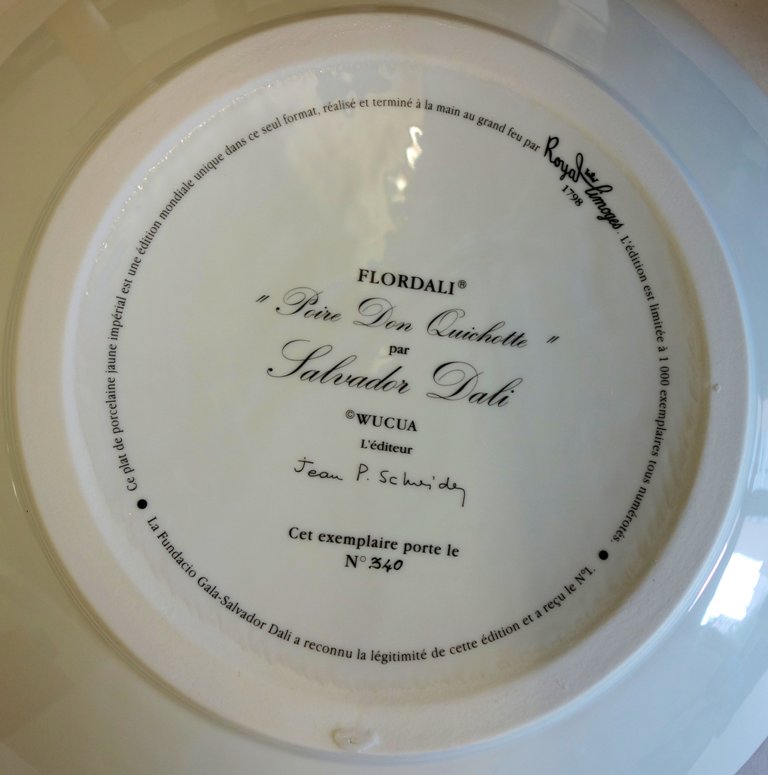 Ce plat de porcelaine jaune impérial est une édition mondiale unique dans ce seul format, réalisé et terminé à la main au grand feu par Royal Limoges. L'édition est limitée à 1 000 exemplaires tous numérotés.
1798
FLORDALI®
" Poire Don Quichotte "
par
Salvador Dali
©WUCUA
L'éditeur
Jean P. Schneider
Cet exemplaire porte le
N° 340
• La Fundacio Gala-Salvador Dali a reconnu la légitimité de cette édition et a reçu le N°1. •